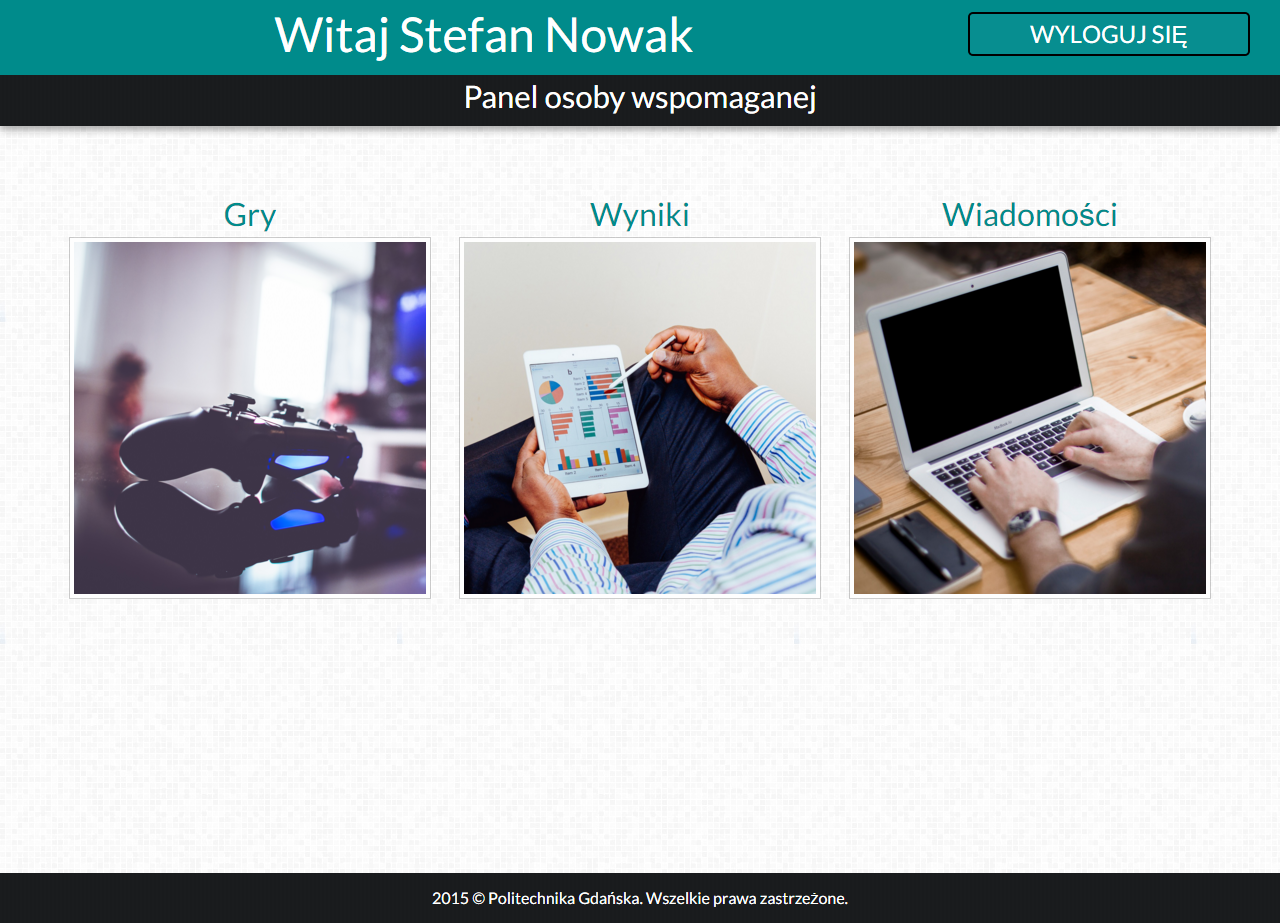 Witaj Stefan Nowak
WYLOGUJ SIĘ
Panel osoby wspomaganej
Gry
Wyniki
Wiadomości
2015 © Politechnika Gdańska. Wszelkie prawa zastrzeżone.